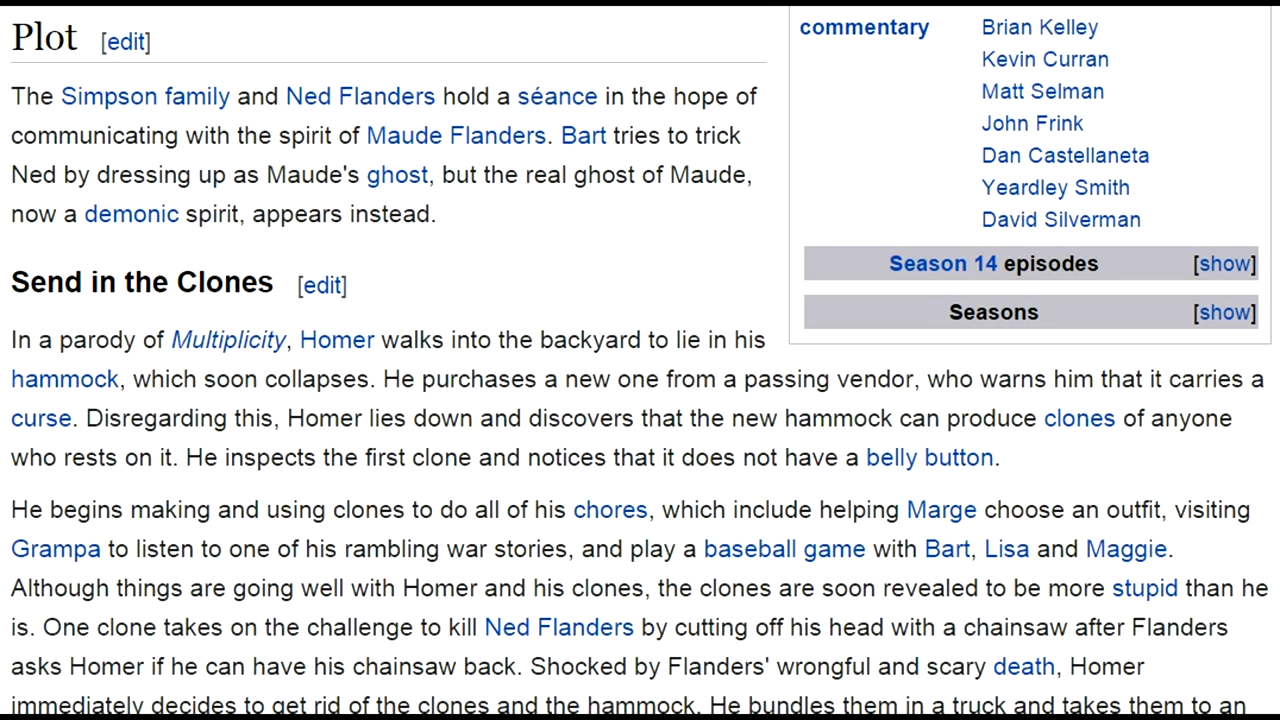 Plot [edit]
The Simpson family and Ned Flanders hold a séance in the hope of
communicating with the spirit of Maude Flanders. Bart tries to trick
Ned by dressing up as Maude's ghost, but the real ghost of Maude,
now a demonic spirit, appears instead.
Send in the Clones [edit]
In a parody of Multiplicity, Homer walks into the backyard to lie in his
hammock, which soon collapses. He purchases a new one from a passing vendor, who warns him that it carries a
curse. Disregarding this, Homer lies down and discovers that the new hammock can produce clones of anyone
who rests on it. He inspects the first clone and notices that it does not have a belly button.
He begins making and using clones to do all of his chores, which include helping Marge choose an outfit, visiting
Grampa to listen to one of his rambling war stories, and play a baseball game with Bart, Lisa and Maggie.
Although things are going well with Homer and his clones, the clones are soon revealed to be more stupid than he
is. One clone takes on the challenge to kill Ned Flanders by cutting off his head with a chainsaw after Flanders
asks Homer if he can have his chainsaw back. Shocked by Flanders' wrongful and scary death, Homer
immediately decides to get rid of the clones and the hammock. He bundles them in a truck and takes them to an
commentary Brian Kelley
Kevin Curran
Matt Selman
John Frink
Dan Castellaneta
Yeardley Smith
David Silverman
Season 14 episodes [show]
Seasons [show]